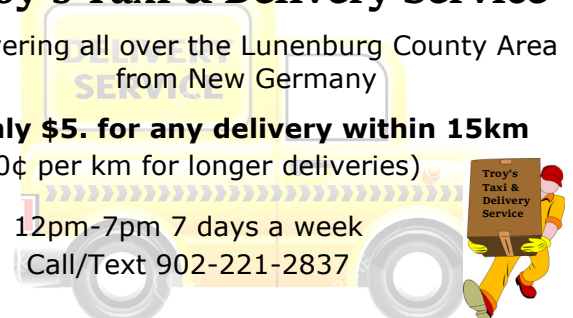 Taxi & Delivery Service
ering all over the Lunenburg County Area
from New Germany
$5. for any delivery within 15km
0¢ per km for longer deliveries)
12pm-7pm 7 days a week
Call/Text 902-221-2837
DELIVERY
SERVICE
Troy's
Taxi &
Delivery
Service